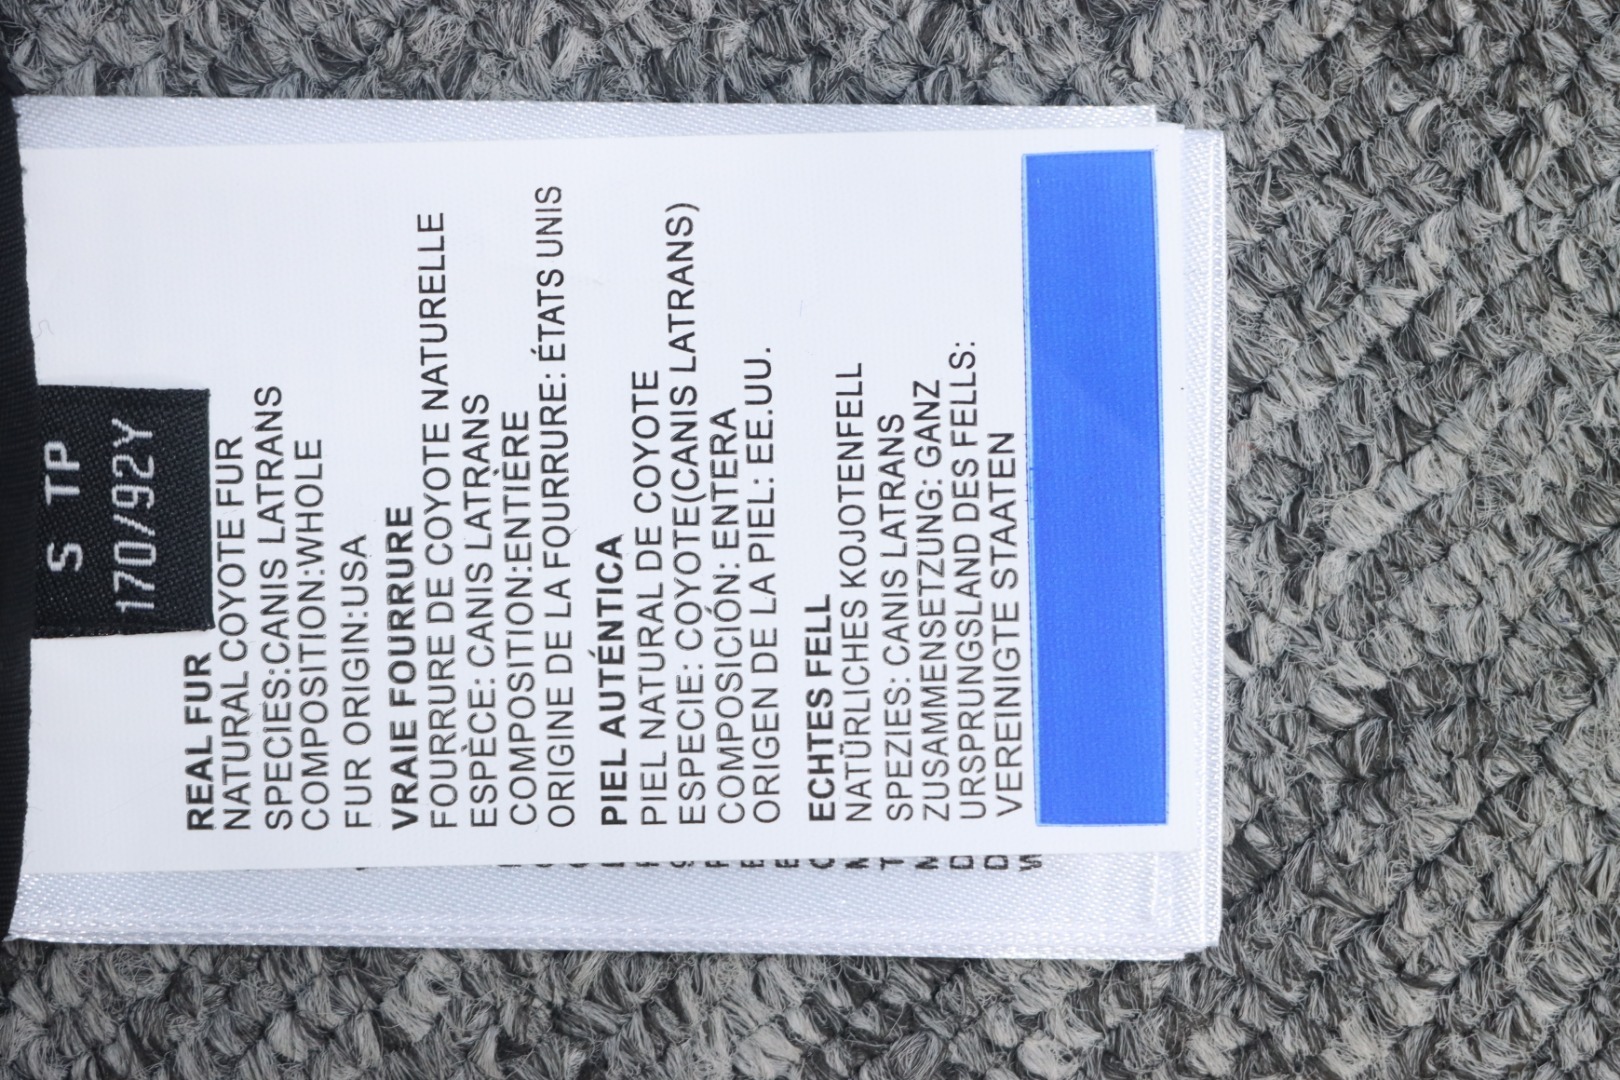 S TP
170/92Y
REAL FUR
NATURAL COYOTE FUR
SPECIES:CANIS LATRANS
COMPOSITION:WHOLE
FUR ORIGIN:USA
VRAIE FOURRURE
FOURRURE DE COYOTE NATURELLE
ESPÈCE: CANIS LATRANS
COMPOSITION:ENTIÈRE
ORIGINE DE LA FOURRURE: ÉTATS UNIS
PIEL AUTÉNTICA
PIEL NATURAL DE COYOTE
ESPECIE: COYOTE(CANIS LATRANS)
COMPOSICIÓN: ENTERA
ORIGEN DE LA PIEL: EE.UU.
ECHTES FELL
NATÜRLICHES KOJOTENFELL
SPEZIES: CANIS LATRANS
ZUSAMMENSETZUNG: GANZ
URSPRUNGSLAND DES FELLS:
VEREINIGTE STAATEN